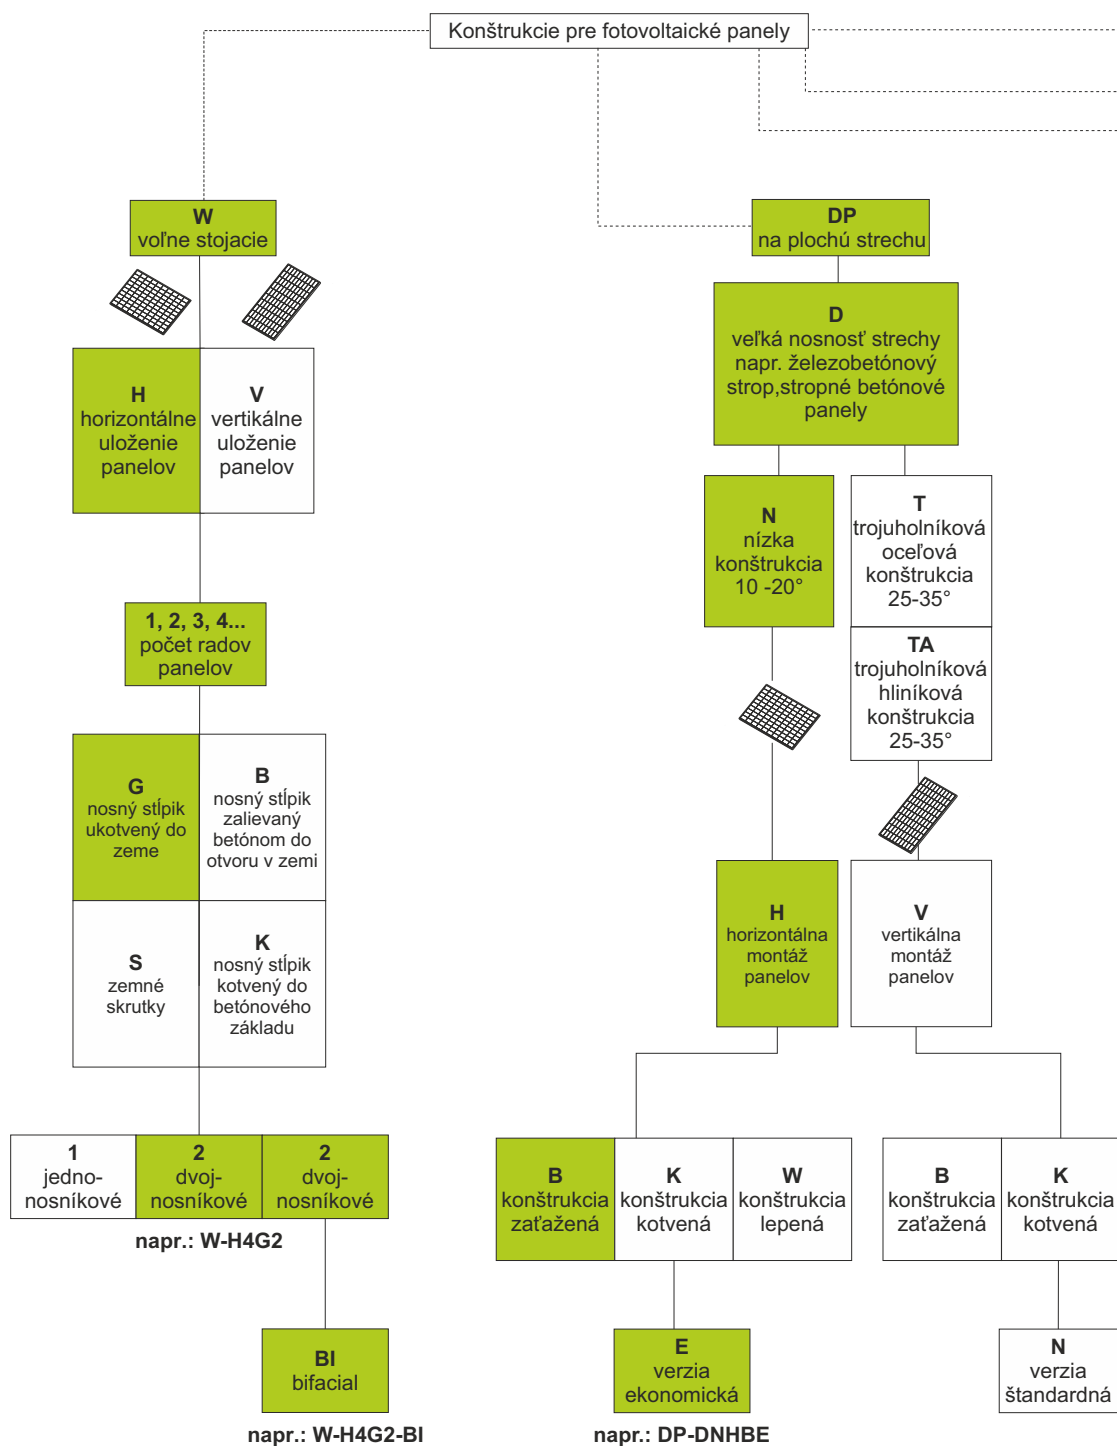 Konštrukcie pre fotovoltaické panely
W
voľne stojacie
H
horizontálne
uloženie
panelov
V
vertikálne
uloženie
panelov
1, 2, 3, 4...
počet radov
panelov
G
nosný stĺpik
ukotvený do
zeme
B
nosný stĺpik
zalievaný
betónom do
otvoru v zemi
S
zemné
skrutky
K
nosný stĺpik
kotvený do
betónového
základu
1
jedno-
nosníkové
2
dvoj-
nosníkové
2
dvoj-
nosníkové
napr.: W-H4G2
BI
bifacial
napr.: W-H4G2-BI
DP
na plochú strechu
D
veľká nosnosť strechy
napr. železobetónový
strop,stropné betónové
panely
N
nízka
konštrukcia
10 -20°
T
trojuholníková
oceľová
konštrukcia
25-35°
TA
trojuholníková
hliníková
konštrukcia
25-35°
H
horizontálna
montáž
panelov
V
vertikálna
montáž
panelov
B
konštrukcia
zaťažená
K
konštrukcia
kotvená
W
konštrukcia
lepená
B
konštrukcia
zaťažená
K
konštrukcia
kotvená
E
verzia
ekonomická
N
verzia
štandardná
napr.: DP-DNHBE